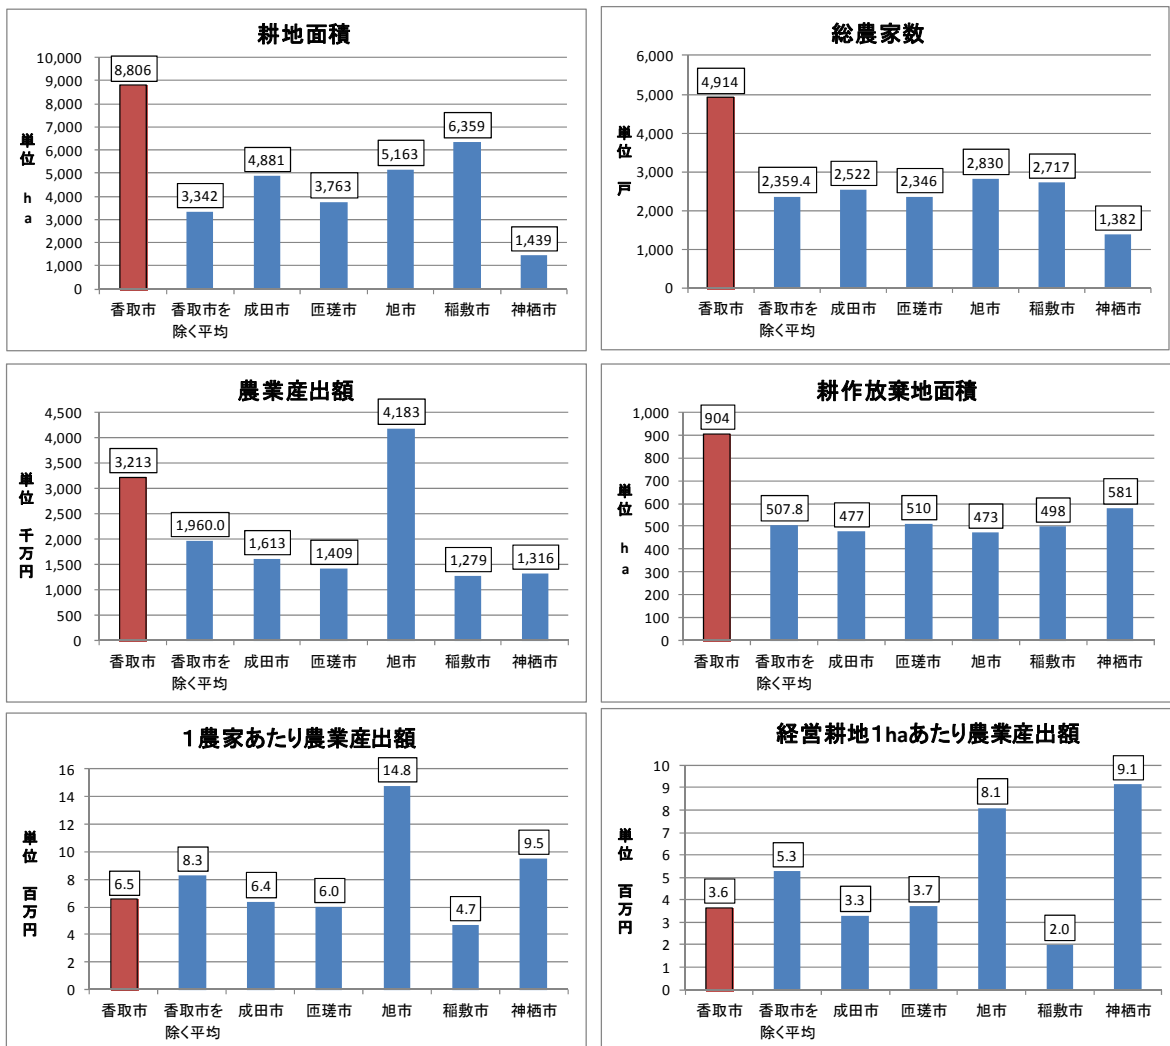 耕地面積
10,000
9,000
8,000
7,000
6,000
5,000
4,000
3,000
2,000
1,000
0
単位 ha
8,806
3,342
4,881
3,763
5,163
6,359
1,439
香取市
香取市を
除く平均
成田市
匝瑳市
旭市
稲敷市
神栖市
総農家数
6,000
5,000
4,000
3,000
2,000
1,000
0
単位 戸
4,914
2,359.4
2,522
2,346
2,830
2,717
1,382
香取市
香取市を
除く平均
成田市
匝瑳市
旭市
稲敷市
神栖市
農業産出額
4,500
4,000
3,500
3,000
2,500
2,000
1,500
1,000
500
0
単位 千万円
3,213
1,960.0
1,613
1,409
4,183
1,279
1,316
香取市
香取市を
除く平均
成田市
匝瑳市
旭市
稲敷市
神栖市
耕作放棄地面積
1,000
900
800
700
600
500
400
300
200
100
0
単位 ha
904
507.8
477
510
473
498
581
香取市
香取市を
除く平均
成田市
匝瑳市
旭市
稲敷市
神栖市
1農家あたり農業産出額
16
14
12
10
8
6
4
2
0
単位 百万円
6.5
8.3
6.4
6.0
14.8
4.7
9.5
香取市
香取市を
除く平均
成田市
匝瑳市
旭市
稲敷市
神栖市
経営耕地1haあたり農業産出額
10
9
8
7
6
5
4
3
2
1
0
単位 百万円
3.6
5.3
3.3
3.7
8.1
2.0
9.1
香取市
香取市を
除く平均
成田市
匝瑳市
旭市
稲敷市
神栖市